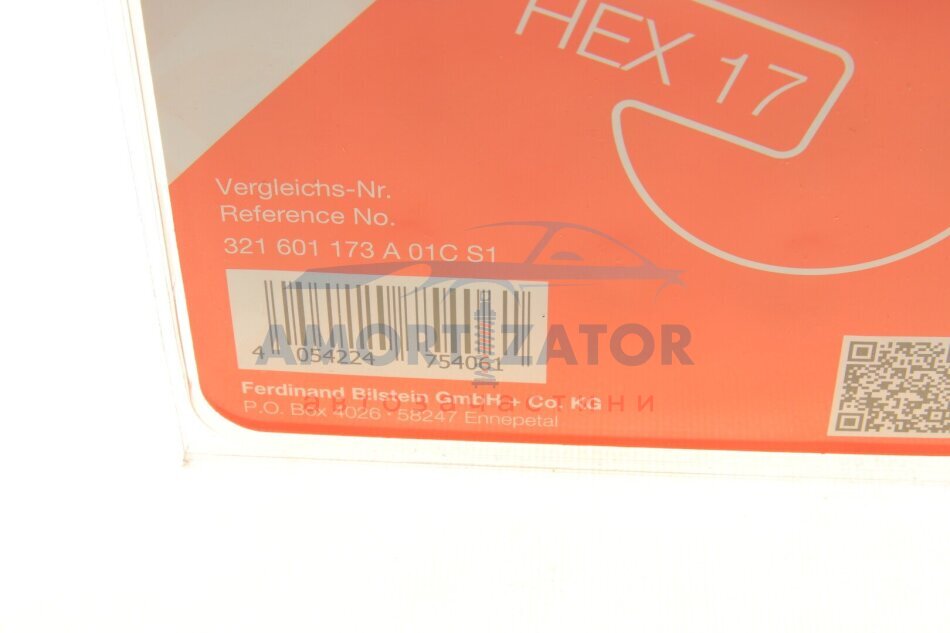 HEX 17
Vergleichs-Nr.
Reference No.
321 601 173 A 01C S1
AMORTIZATOR
4 054224 754061
автозапчастини
Ferdinand Bilstein GmbH + Co. KG
P.O. Box 4026 - 58247 Ennepetal